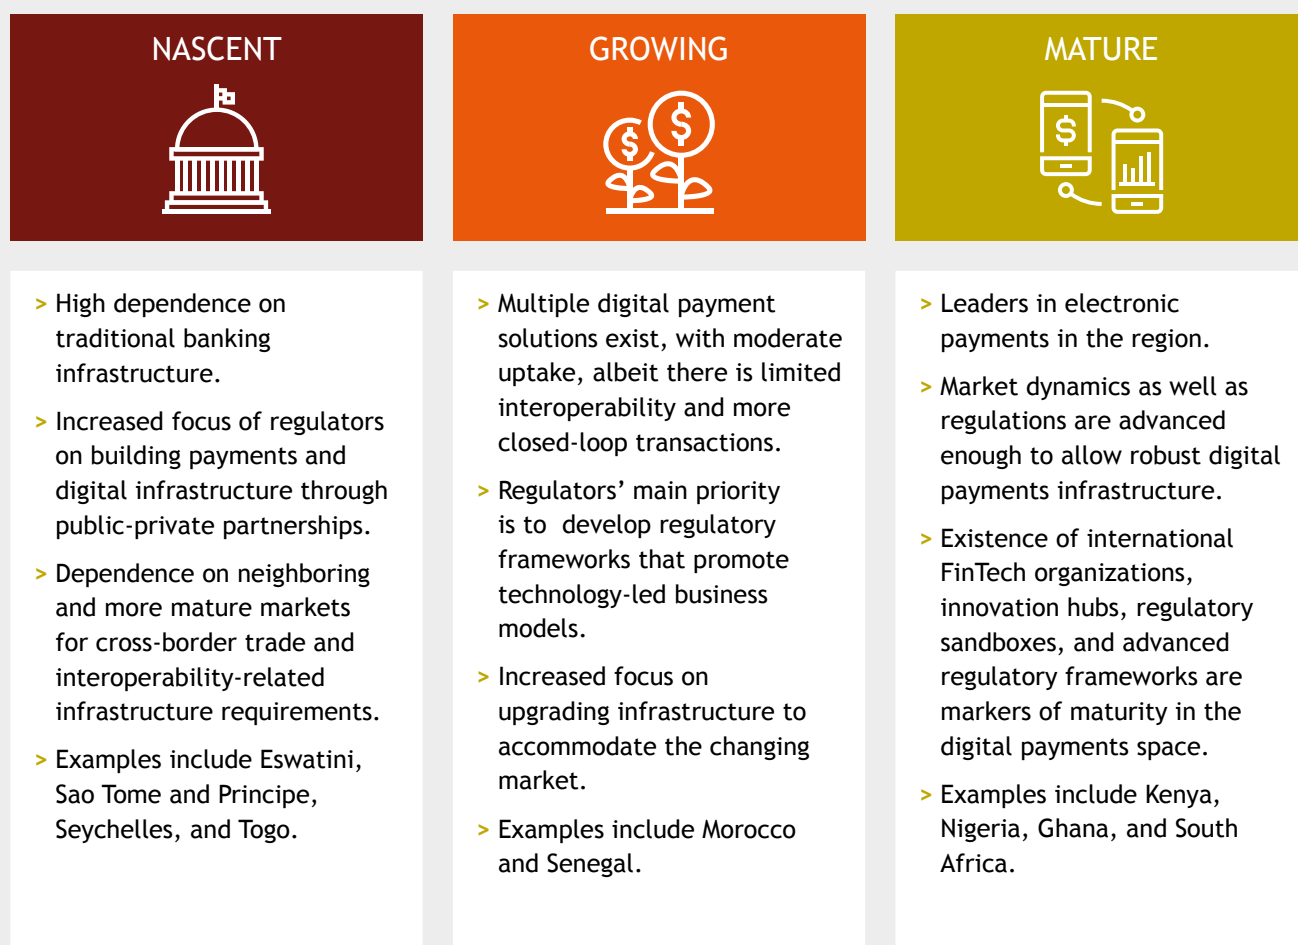 NASCENT
> High dependence on
traditional banking
infrastructure.
> Increased focus of regulators
on building payments and
digital infrastructure through
public-private partnerships.
> Dependence on neighboring
and more mature markets
for cross-border trade and
interoperability-related
infrastructure requirements.
> Examples include Eswatini,
Sao Tome and Principe,
Seychelles, and Togo.
GROWING
> Multiple digital payment
solutions exist, with moderate
uptake, albeit there is limited
interoperability and more
closed-loop transactions.
> Regulators’ main priority
is to  develop regulatory
frameworks that promote
technology-led business
models.
> Increased focus on
upgrading infrastructure to
accommodate the changing
market.
> Examples include Morocco
and Senegal.
MATURE
> Leaders in electronic
payments in the region.
> Market dynamics as well as
regulations are advanced
enough to allow robust digital
payments infrastructure.
> Existence of international
FinTech organizations,
innovation hubs, regulatory
sandboxes, and advanced
regulatory frameworks are
markers of maturity in the
digital payments space.
> Examples include Kenya,
Nigeria, Ghana, and South
Africa.